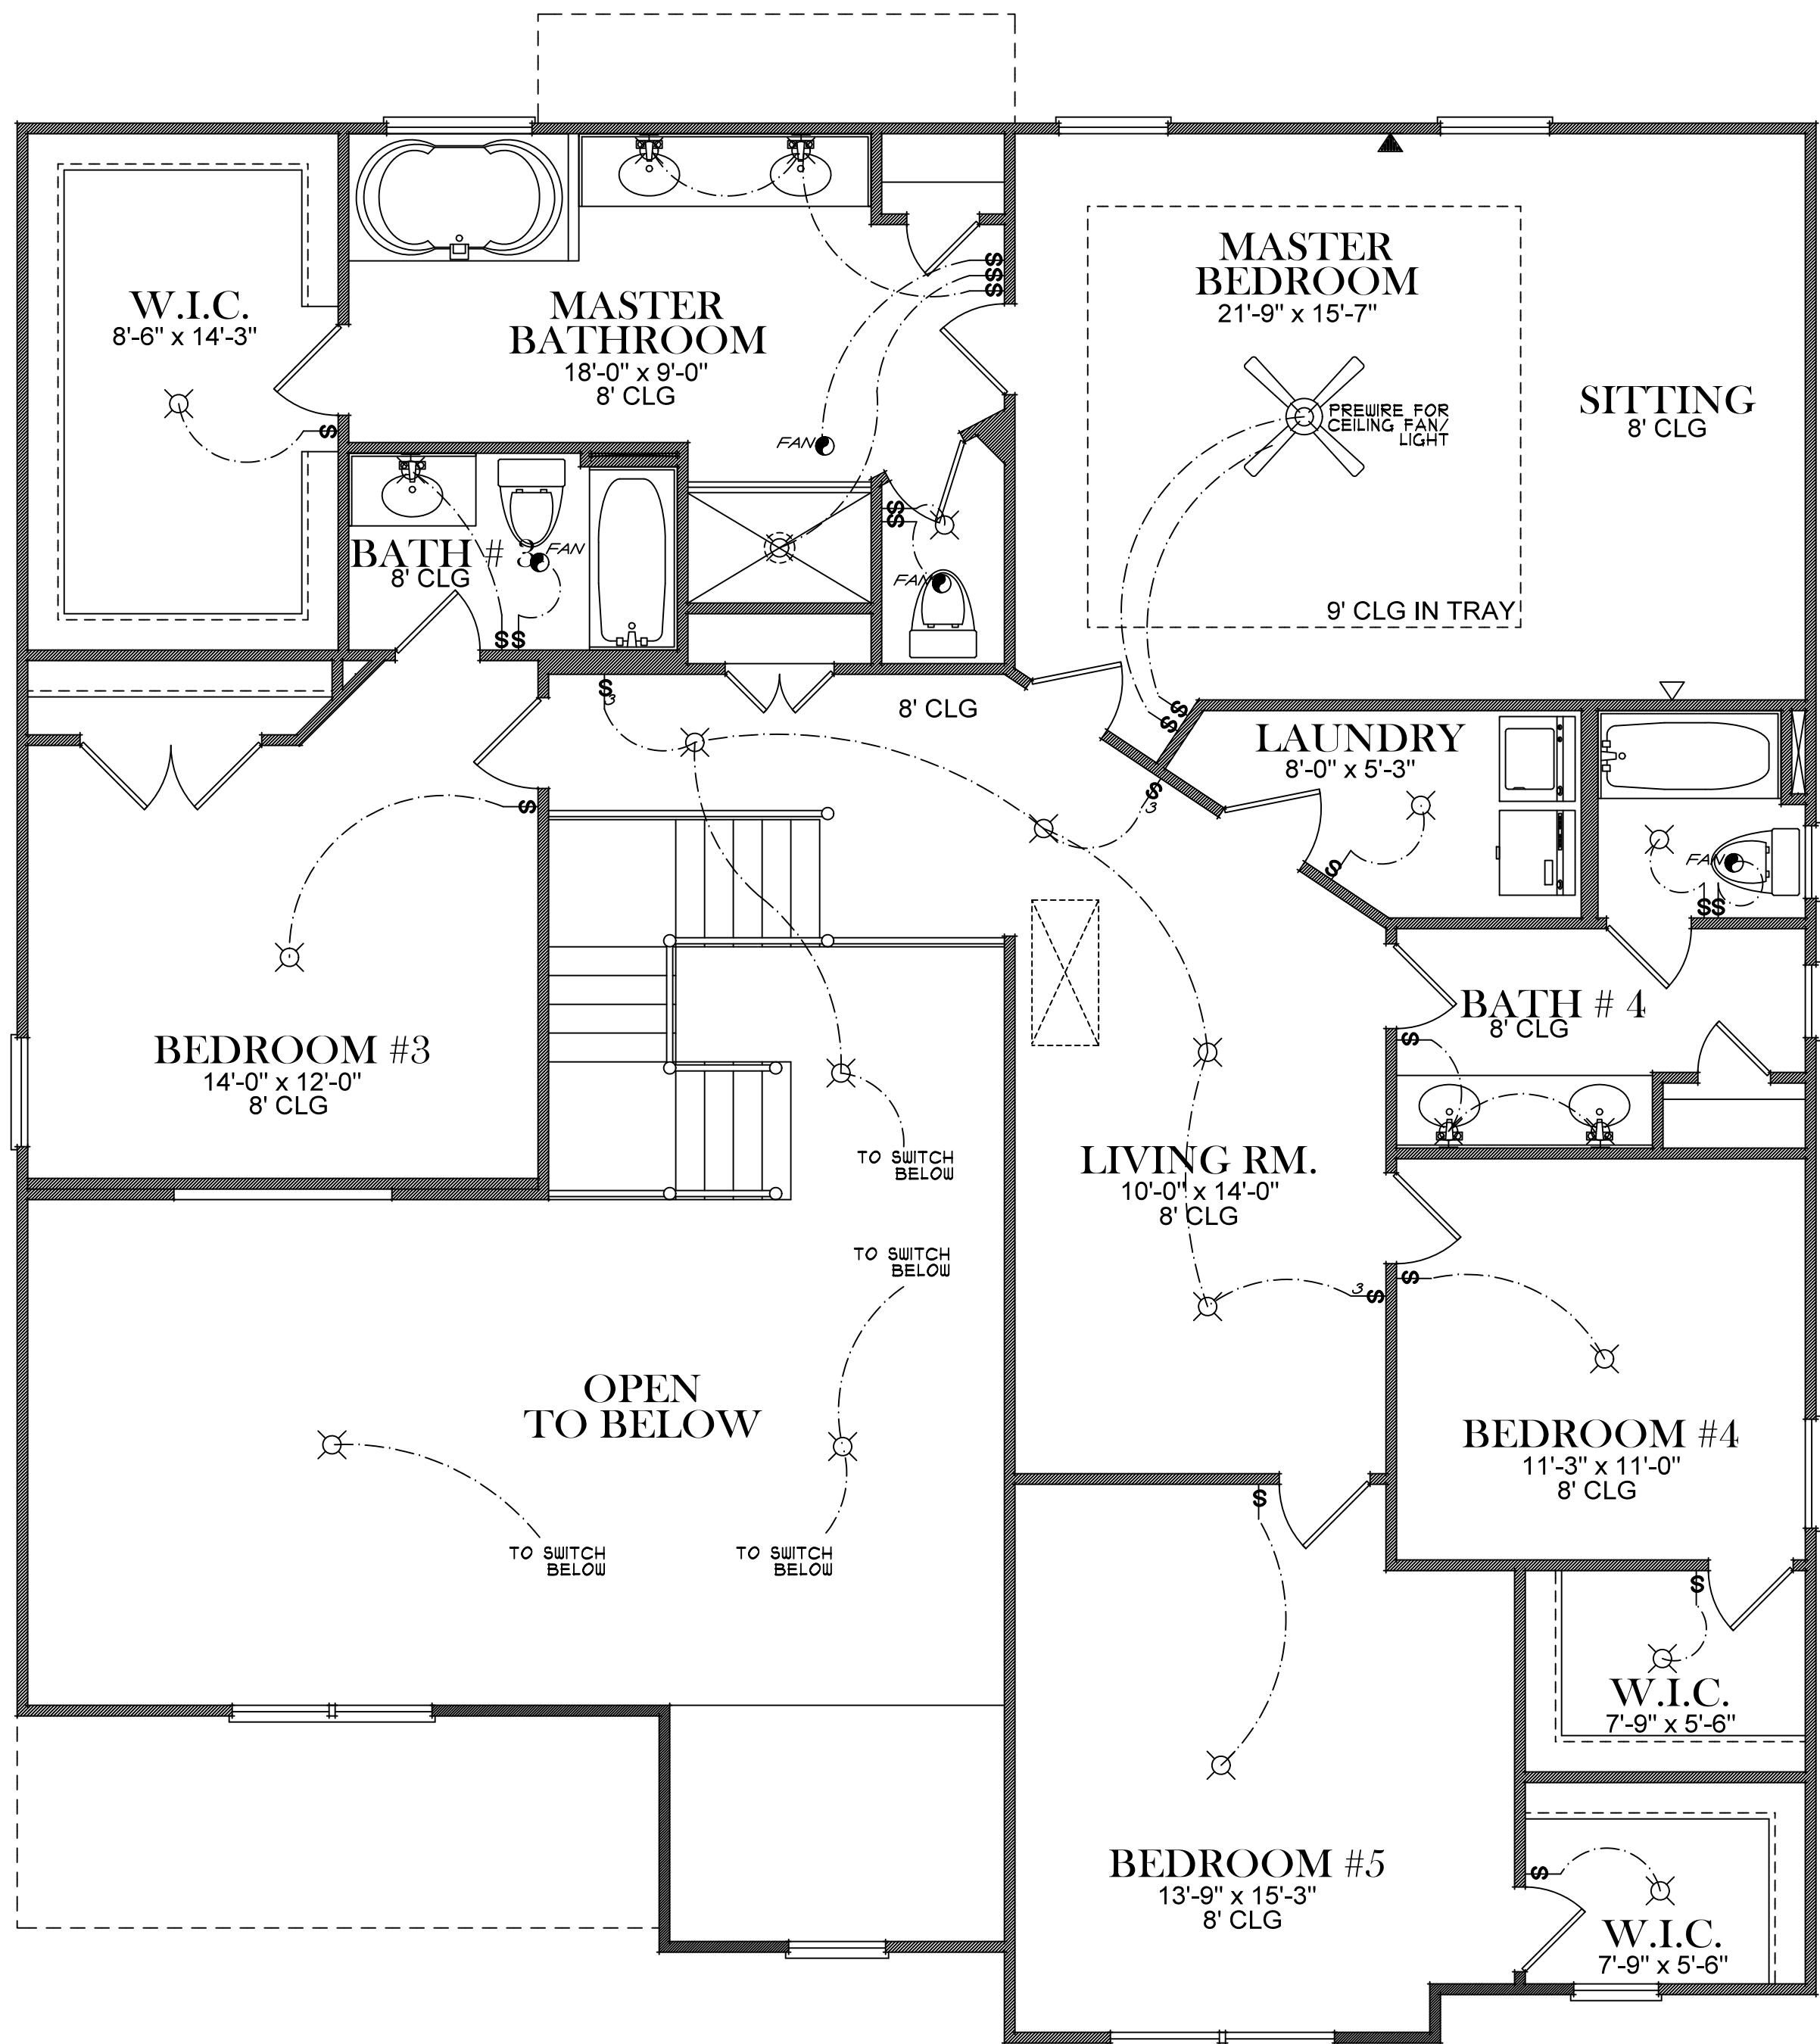 W.I.C.
8'-6" x 14'-3"
MASTER
BATHROOM
18'-0" x 9'-0"
8' CLG
MASTER
BEDROOM
21'-9" x 15'-7"
PREWIRE FOR
CEILING FAN/
LIGHT
SITTING
8' CLG
9' CLG IN TRAY
$
$$$
FAN
BATH # 3
8' CLG
FAN
$$
$$
FAN
$
3
8' CLG
$$
LAUNDRY
8'-0" x 5'-3"
$
3
$
FAN
$$
$
BEDROOM #3
14'-0" x 12'-0"
8' CLG
BATH # 4
8' CLG
$
TO SWITCH
BELOW
LIVING RM.
10'-0" x 14'-0"
8' CLG
3 $
$
TO SWITCH
BELOW
OPEN
TO BELOW
TO SWITCH
BELOW
TO SWITCH
BELOW
BEDROOM #4
11'-3" x 11'-0"
8' CLG
$
$
W.I.C.
7'-9" x 5'-6"
BEDROOM #5
13'-9" x 15'-3"
8' CLG
$
W.I.C.
7'-9" x 5'-6"